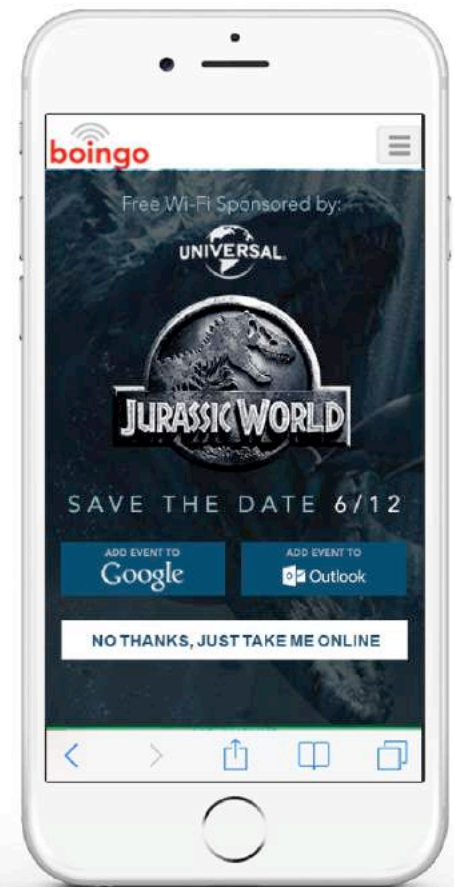 boingo
Free Wi-Fi Sponsored by:
UNIVERSAL
JURASSIC WORLD
SAVE THE DATE 6/12
ADD EVENT TO
Google
ADD EVENT TO
Outlook
NO THANKS, JUST TAKE ME ONLINE